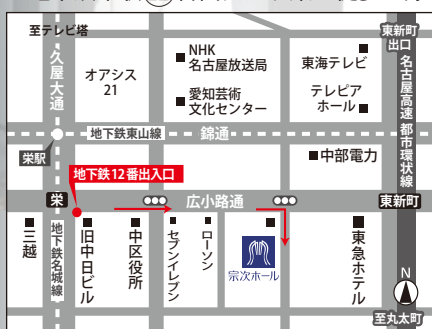 至テレビ塔
東新町
出口
久屋大通
オアシス
21
NHK
名古屋放送局
愛知芸術
文化センター
東海テレビ
テレピア
ホール
名古屋高速 都市環状線
地下鉄東山線
錦通
栄駅
中部電力
地下鉄12番出入口
栄
広小路通
東新町
三越
地下鉄名城線
旧中日ビル
中区役所
セブンイレブン
ローソン
宗次ホール
東急ホテル
N
至丸太町